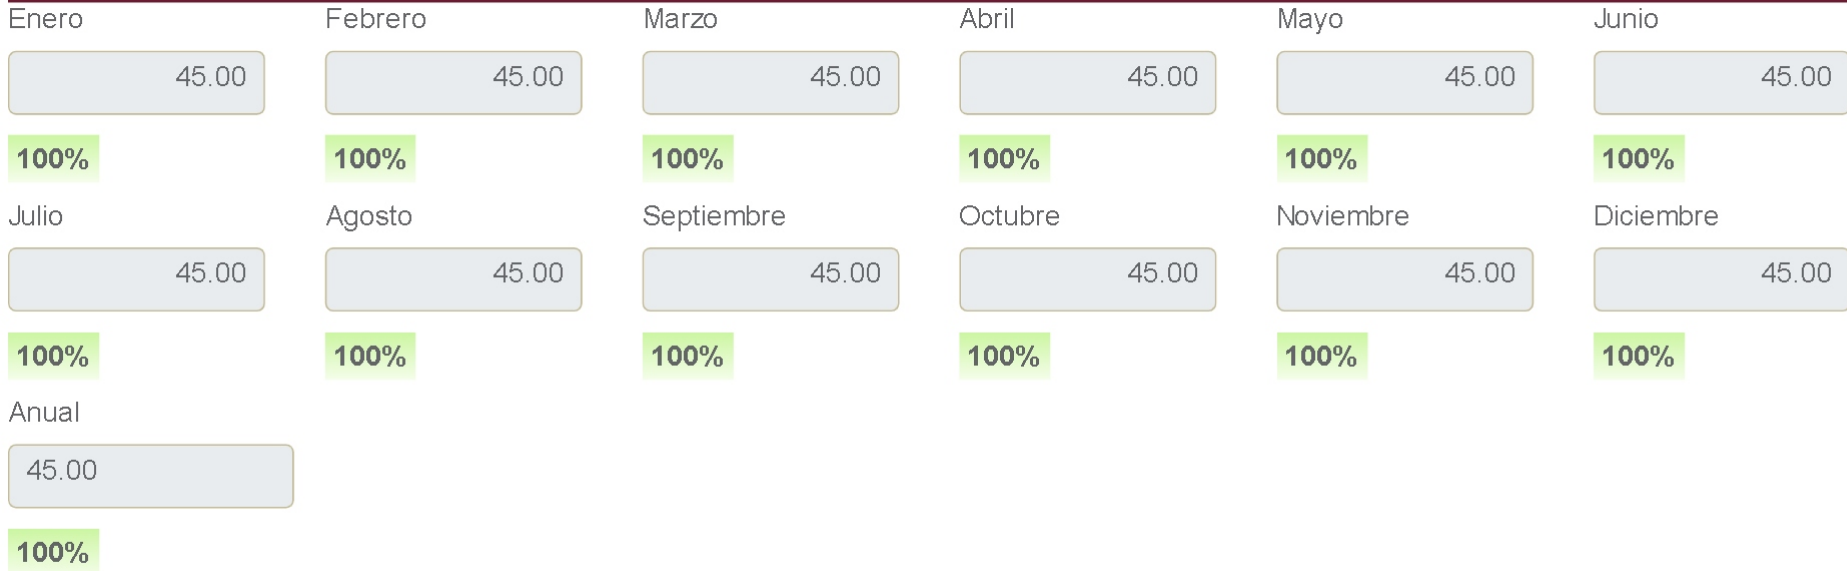 Enero Febrero Marzo Abril Mayo Junio
45.00 45.00 45.00 45.00 45.00 45.00
100% 100% 100% 100% 100% 100%
Julio Agosto Septiembre Octubre Noviembre Diciembre
45.00 45.00 45.00 45.00 45.00 45.00
100% 100% 100% 100% 100% 100%
Anual
45.00
100%